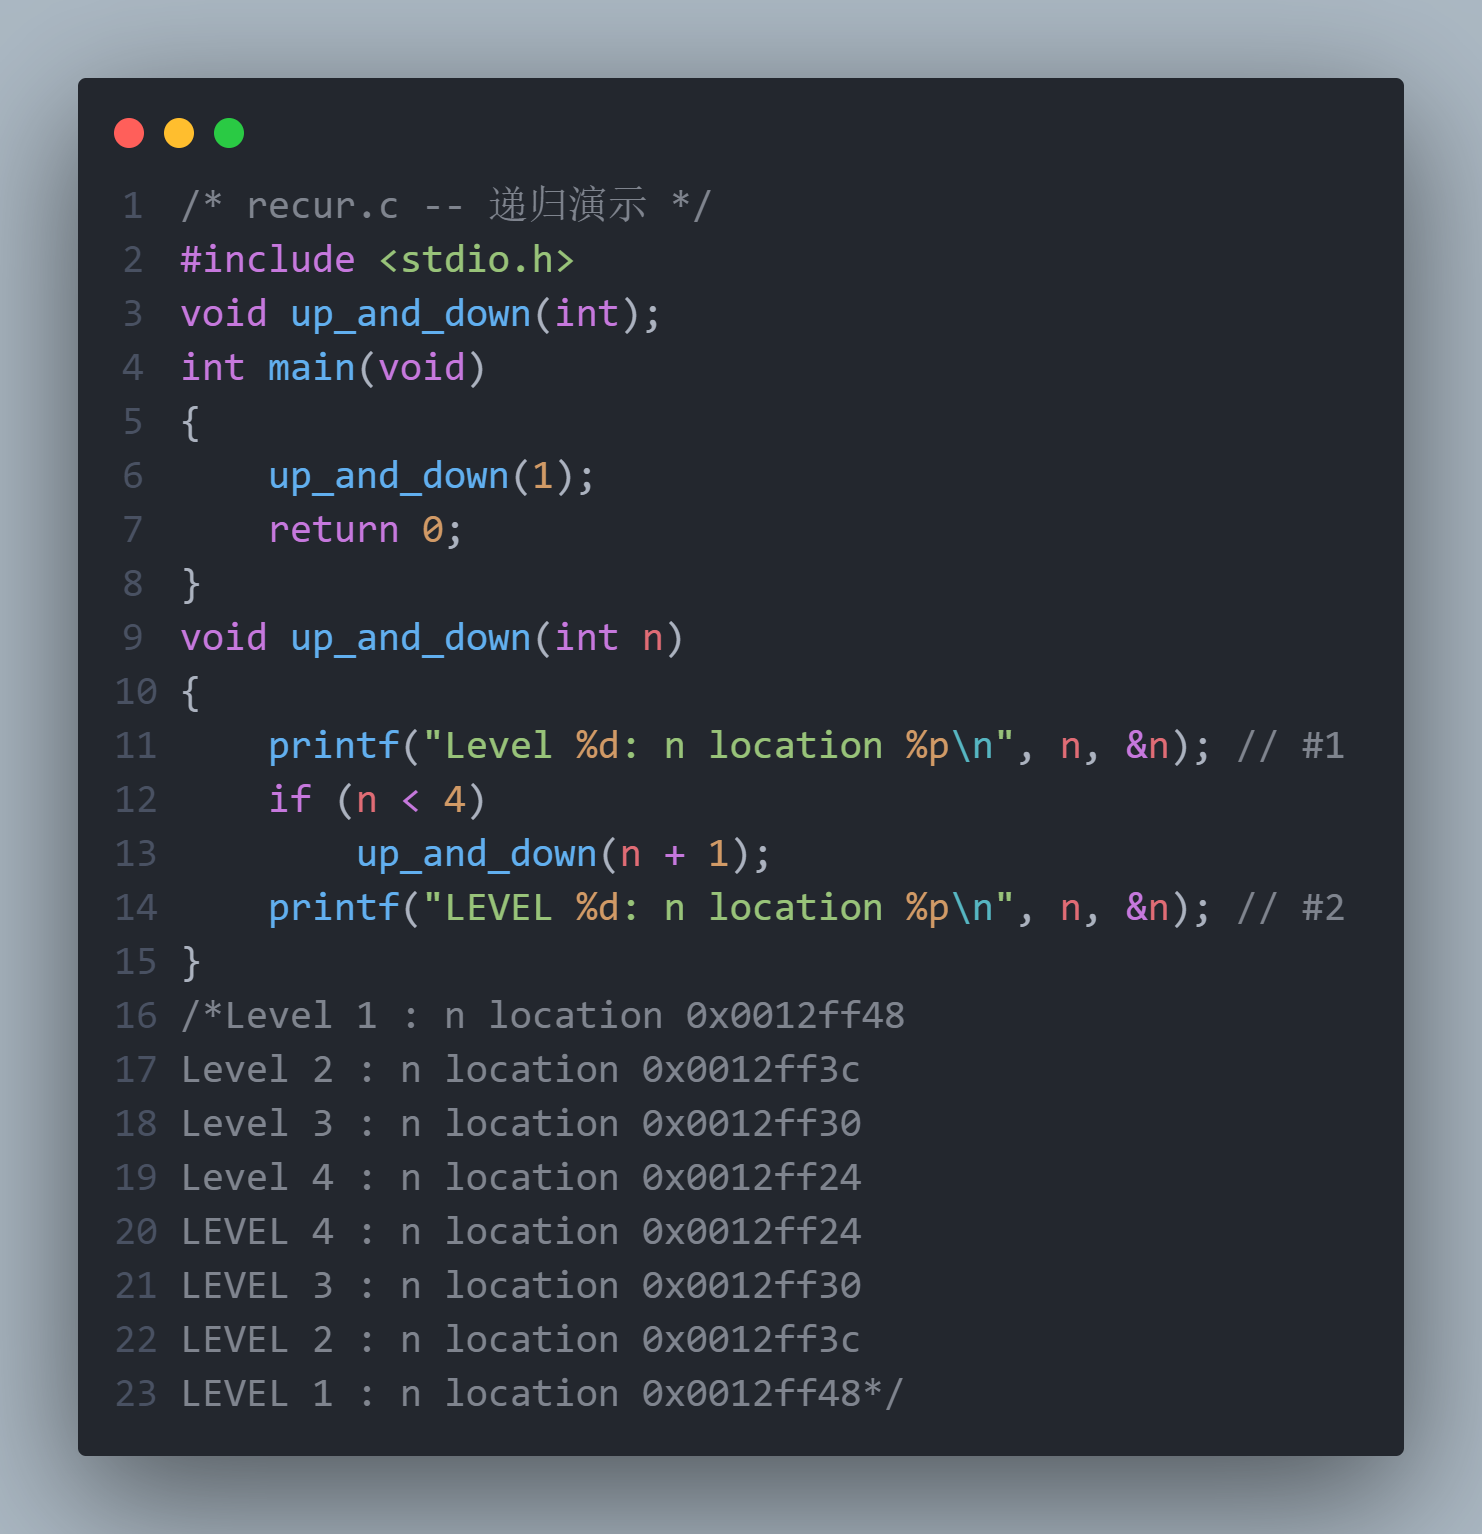 1 /* recur.c -- 递归演示 */
2 #include <stdio.h>
3 void up_and_down(int);
4 int main(void)
5 {
6     up_and_down(1);
7     return 0;
8 }
9 void up_and_down(int n)
10 {
11     printf("Level %d: n location %p\n", n, &n); // #1
12     if (n < 4)
13         up_and_down(n + 1);
14     printf("LEVEL %d: n location %p\n", n, &n); // #2
15 }
16 /*Level 1 : n location 0x0012ff48
17 Level 2 : n location 0x0012ff3c
18 Level 3 : n location 0x0012ff30
19 Level 4 : n location 0x0012ff24
20 LEVEL 4 : n location 0x0012ff24
21 LEVEL 3 : n location 0x0012ff30
22 LEVEL 2 : n location 0x0012ff3c
23 LEVEL 1 : n location 0x0012ff48*/